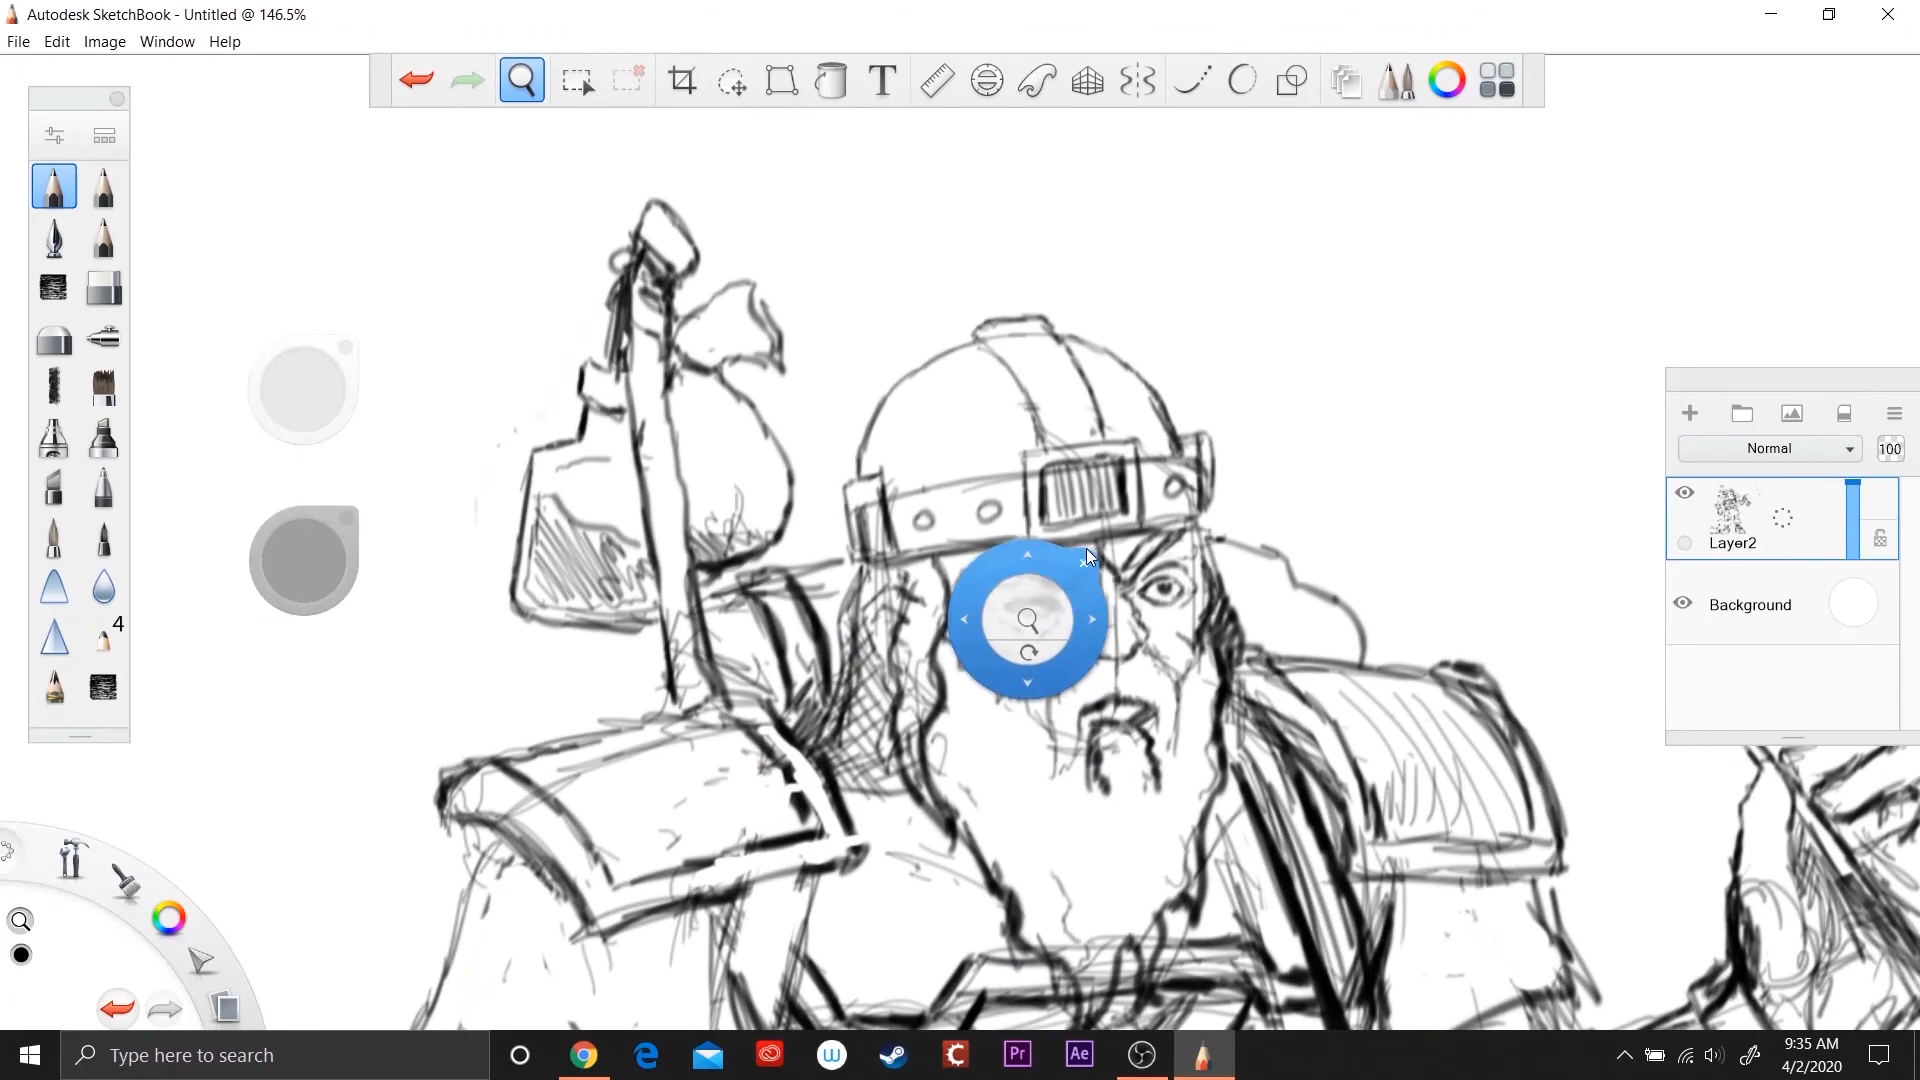 Autodesk SketchBook - Untitled @ 146.5%
File Edit Image Window Help
T
Normal 100
Layer2
Background
4
Type here to search
Pr Ae
9:35 AM
4/2/2020